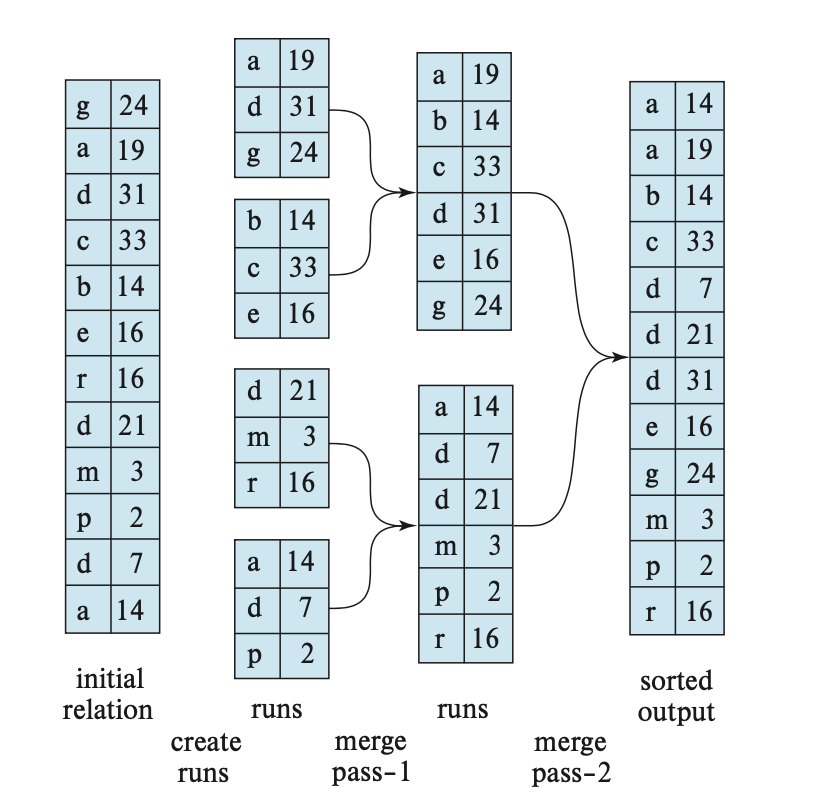 g 24
a 19
d 31
c 33
b 14
e 16
r 16
d 21
m 3
p 2
d 7
a 14
initial
relation
a 19
d 31
g 24
b 14
c 33
e 16
d 21
m 3
r 16
a 14
d 7
p 2
runs
a 19
b 14
c 33
d 31
e 16
g 24
a 14
d 7
d 21
m 3
p 2
r 16
runs
a 14
a 19
b 14
c 33
d 7
d 21
d 31
e 16
g 24
m 3
p 2
r 16
sorted
output
create
runs
merge
pass–1
merge
pass–2